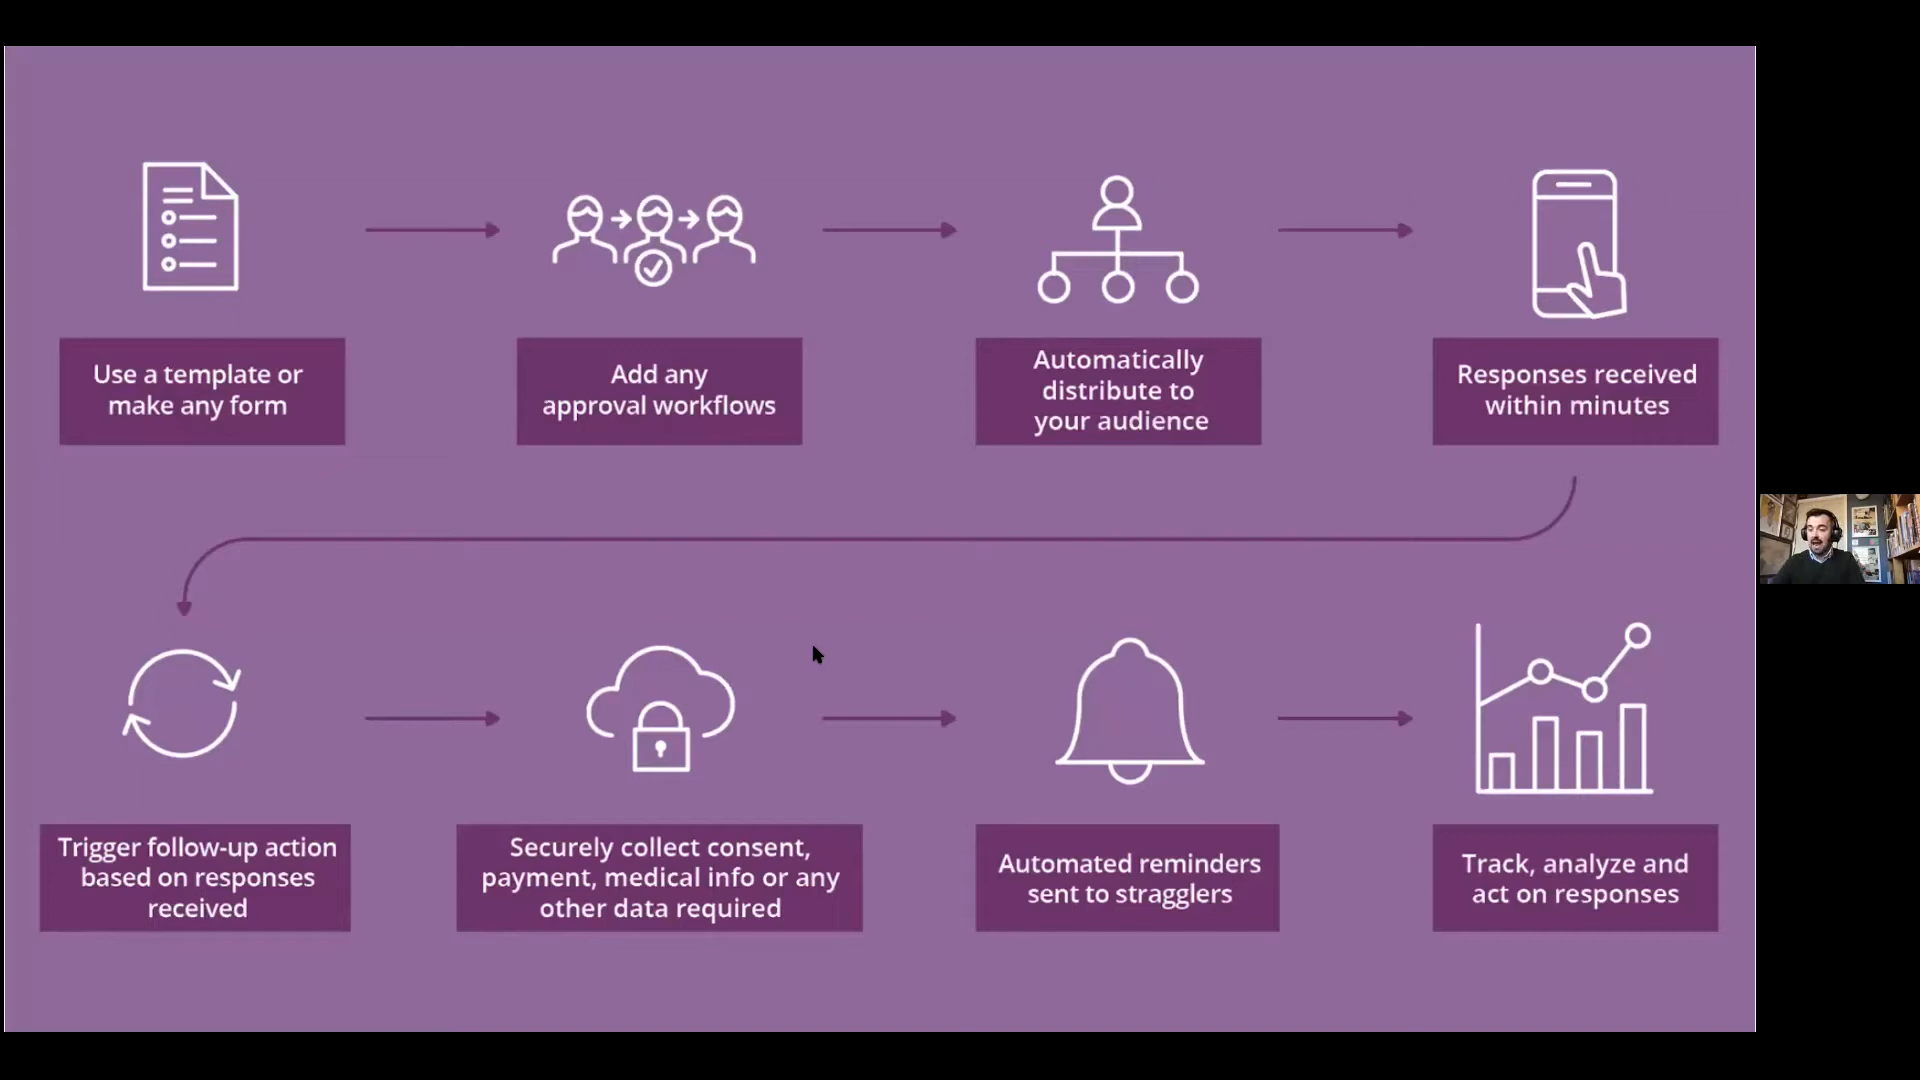 Use a template or
make any form
Add any
approval workflows
Automatically
distribute to
your audience
Responses received
within minutes
Trigger follow-up action
based on responses
received
Securely collect consent,
payment, medical info or any
other data required
Automated reminders
sent to stragglers
Track, analyze and
act on responses